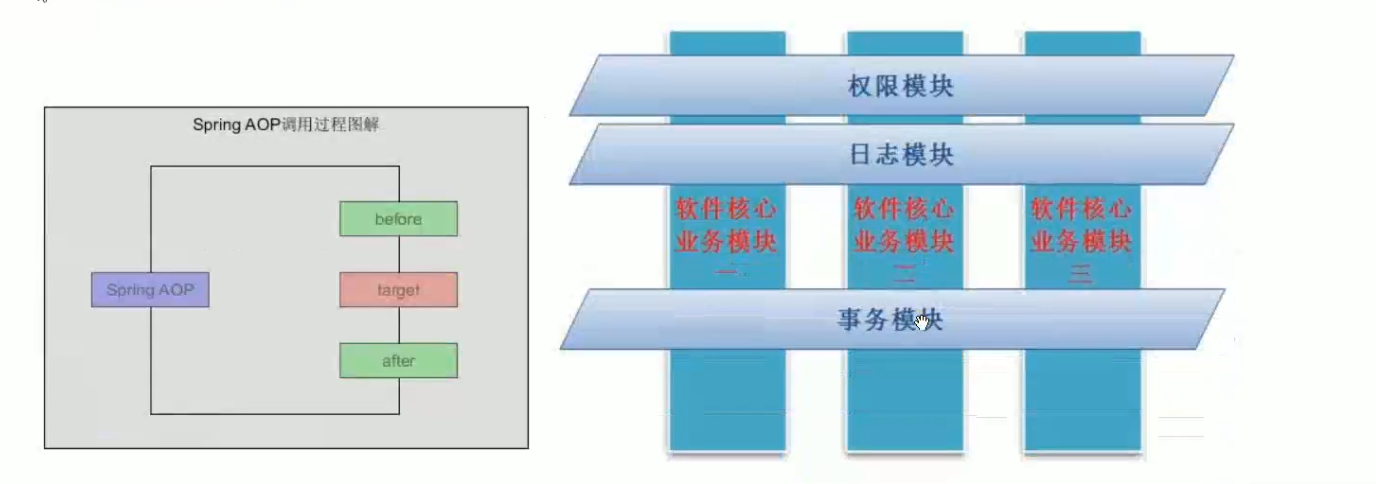 Spring AOP调用过程图解
before
Spring AOP
target
after
权限模块
日志模块
软件核心
业务模块
一
软件核心
业务模块
二
软件核心
业务模块
三
事务模块